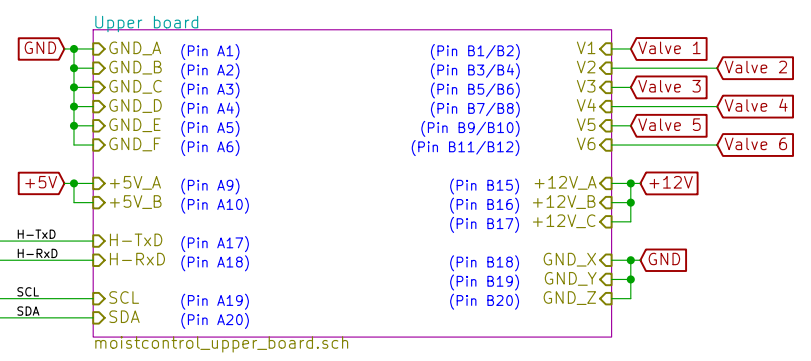 Upper board
GND GND_A (Pin A1) (Pin B1/B2) V1 Valve 1
GND_B (Pin A2) (Pin B3/B4) V2 Valve 2
GND_C (Pin A3) (Pin B5/B6) V3 Valve 3
GND_D (Pin A4) (Pin B7/B8) V4 Valve 4
GND_E (Pin A5) (Pin B9/B10) V5 Valve 5
GND_F (Pin A6) (Pin B11/B12) V6 Valve 6
+5V +5V_A (Pin A9) (Pin B15) +12V_A +12V
+5V_B (Pin A10) (Pin B16) +12V_B
(Pin B17) +12V_C
H-TxD H-TxD (Pin A17)
H-RxD H-RxD (Pin A18) (Pin B18) GND_X GND
(Pin B19) GND_Y
SCL SCL (Pin A19) (Pin B20) GND_Z
SDA SDA (Pin A20)
moistcontrol_upper_board.sch